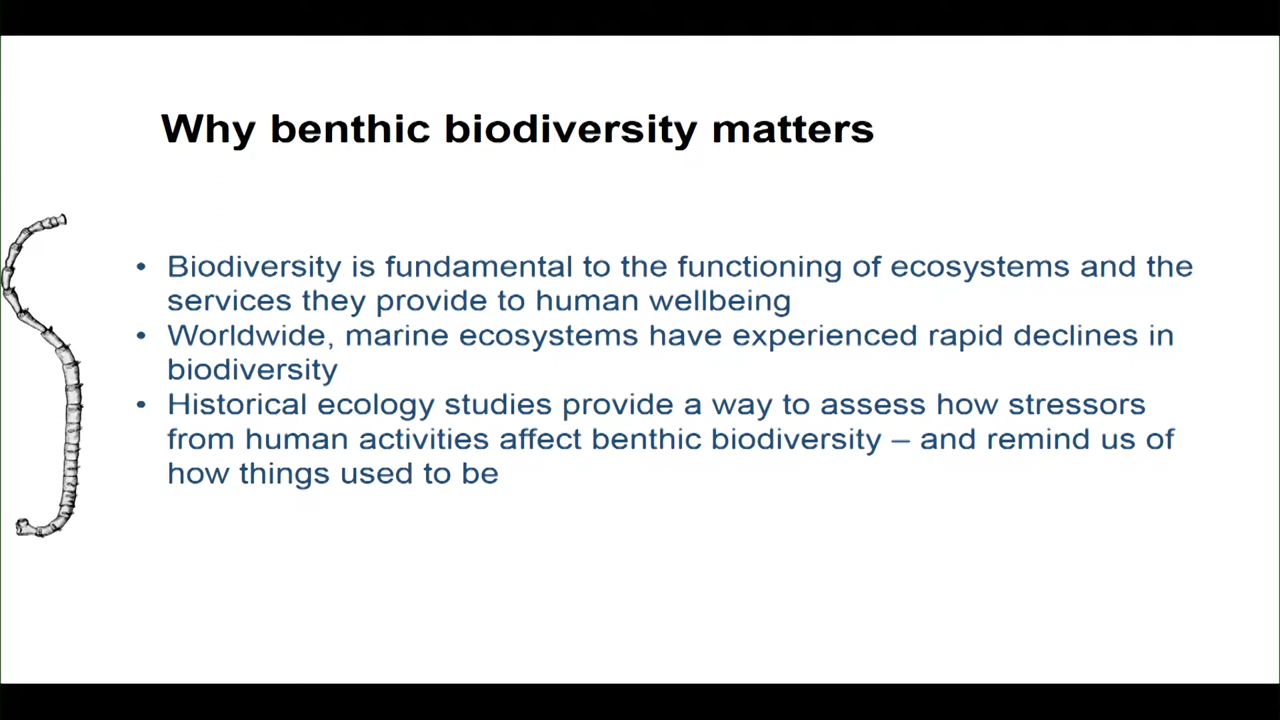 Why benthic biodiversity matters
• Biodiversity is fundamental to the functioning of ecosystems and the
services they provide to human wellbeing
• Worldwide, marine ecosystems have experienced rapid declines in
biodiversity
• Historical ecology studies provide a way to assess how stressors
from human activities affect benthic biodiversity – and remind us of
how things used to be